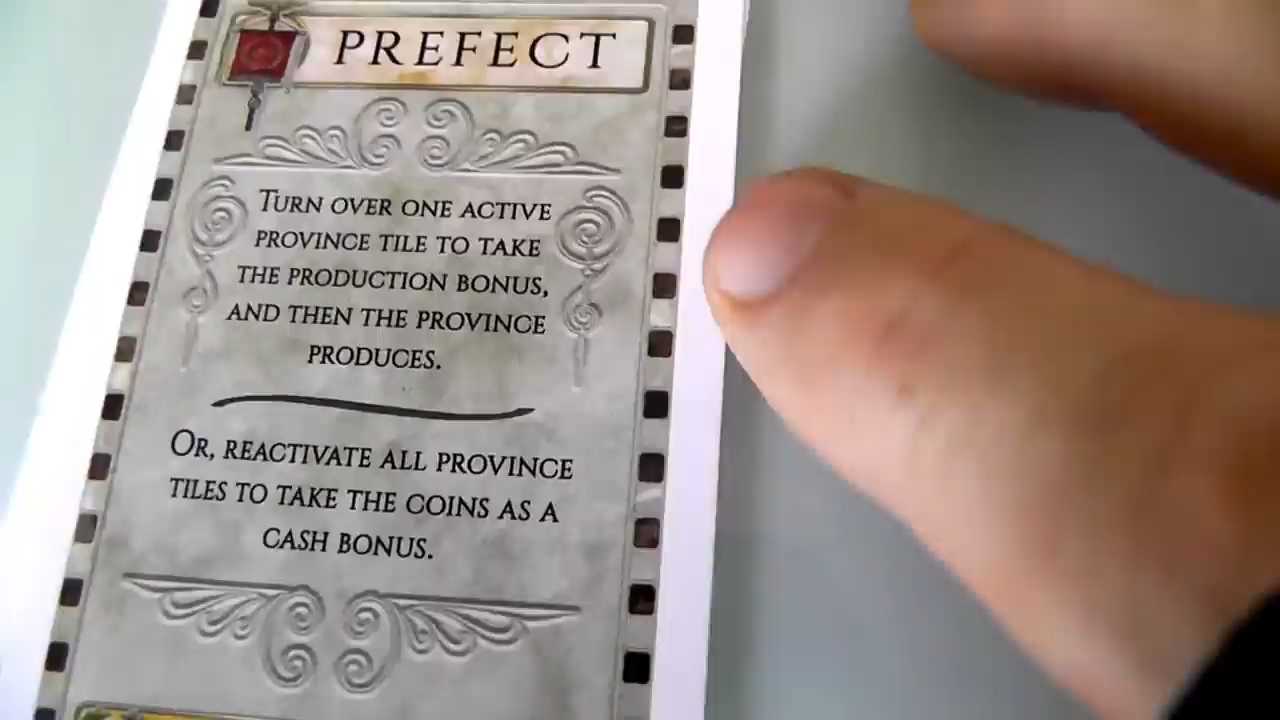 PREFECT
TURN OVER ONE ACTIVE
PROVINCE TILE TO TAKE
THE PRODUCTION BONUS,
AND THEN THE PROVINCE
PRODUCES.
OR, REACTIVATE ALL PROVINCE
TILES TO TAKE THE COINS AS A
CASH BONUS.